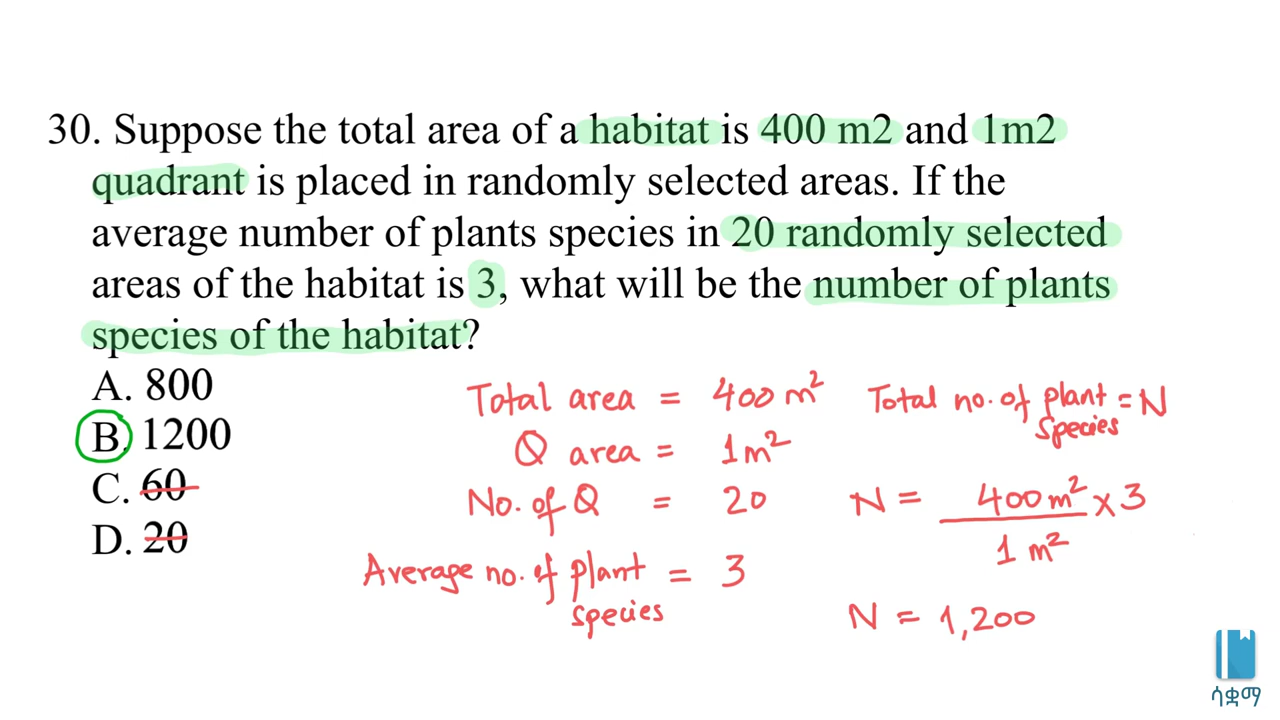 30. Suppose the total area of a habitat is 400 m2 and 1m2
quadrant is placed in randomly selected areas. If the
average number of plants species in 20 randomly selected
areas of the habitat is 3, what will be the number of plants
species of the habitat?
A. 800
B. 1200
C. 60
D. 20
Total area = 400 m²
Q area = 1m²
No. of Q = 20
Average no. of plant = 3
species
Total no. of plant = N
species
N = 400 m² × 3
1 m²
N = 1,200
ሳቋማ